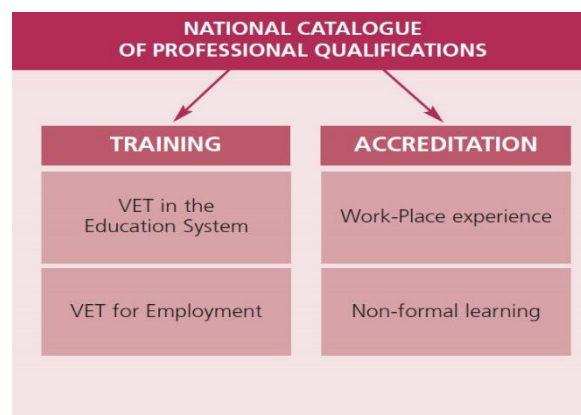 NATIONAL CATALOGUE
OF PROFESSIONAL QUALIFICATIONS
TRAINING
VET in the
Education System
VET for Employment
ACCREDITATION
Work-Place experience
Non-formal learning